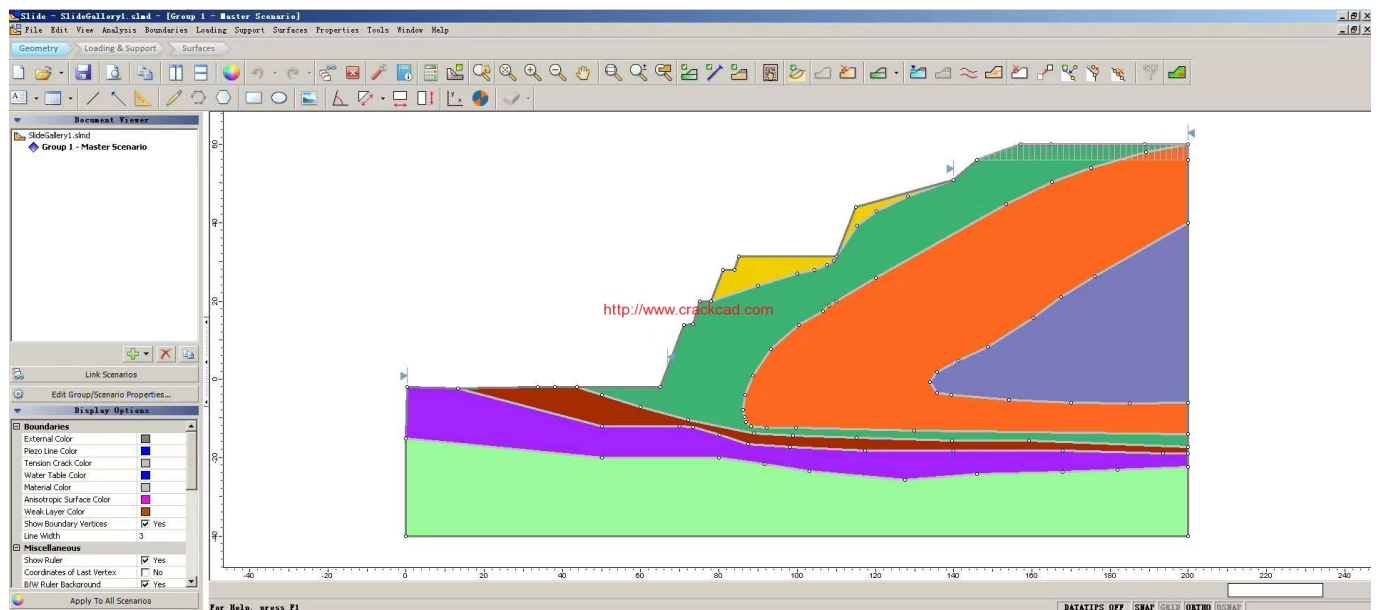 Slide - SlideGallery1.slmd - [Group 1 - Master Scenario]
File Edit View Analysis Boundaries Loading Support Surfaces Properties Tools Window Help
Geometry Loading & Support Surfaces
Document Viewer
SlideGallery1.slmd
Group 1 - Master Scenario
Link Scenarios
Edit Group/Scenario Properties...
Display Options
Boundaries
External Color
Piezo Line Color
Tension Crack Color
Water Table Color
Material Color
Anisotropic Surface Color
Weak Layer Color
Show Boundary Vertices Yes
Line Width 3
Miscellaneous
Show Ruler Yes
Coordinates of Last Vertex No
B/W Ruler Background Yes
Apply To All Scenarios
60
40
20
0
-20
-40
http://www.crackcad.com
-40 -20 0 20 40 60 80 100 120 140 160 180 200 220 240
For Help, press F1
DATATIPS OFF SNAP GRID ORTHO OSNAP